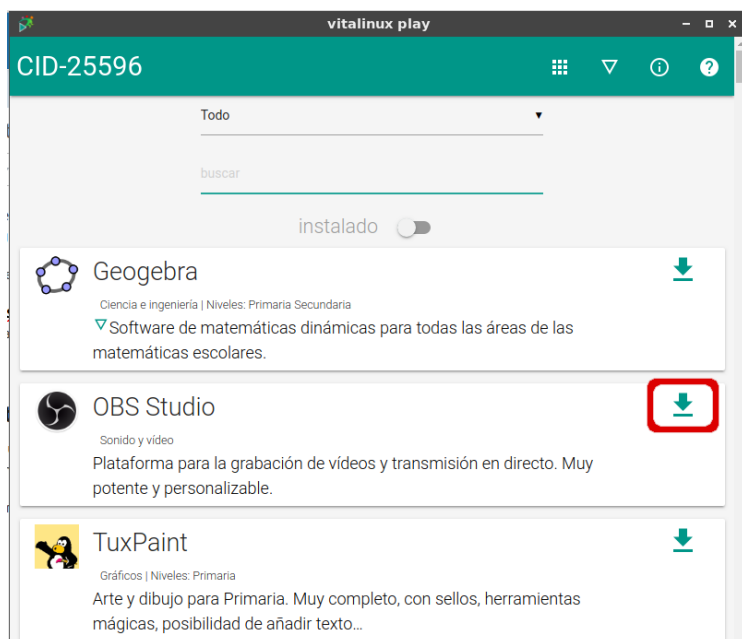 vitalinux play
CID-25596
Todo
buscar
instalado
Geogebra
Ciencia e ingeniería | Niveles: Primaria Secundaria
Software de matemáticas dinámicas para todas las áreas de las
matemáticas escolares.
OBS Studio
Sonido y vídeo
Plataforma para la grabación de vídeos y transmisión en directo. Muy
potente y personalizable.
TuxPaint
Gráficos | Niveles: Primaria
Arte y dibujo para Primaria. Muy completo, con sellos, herramientas
mágicas, posibilidad de añadir texto...